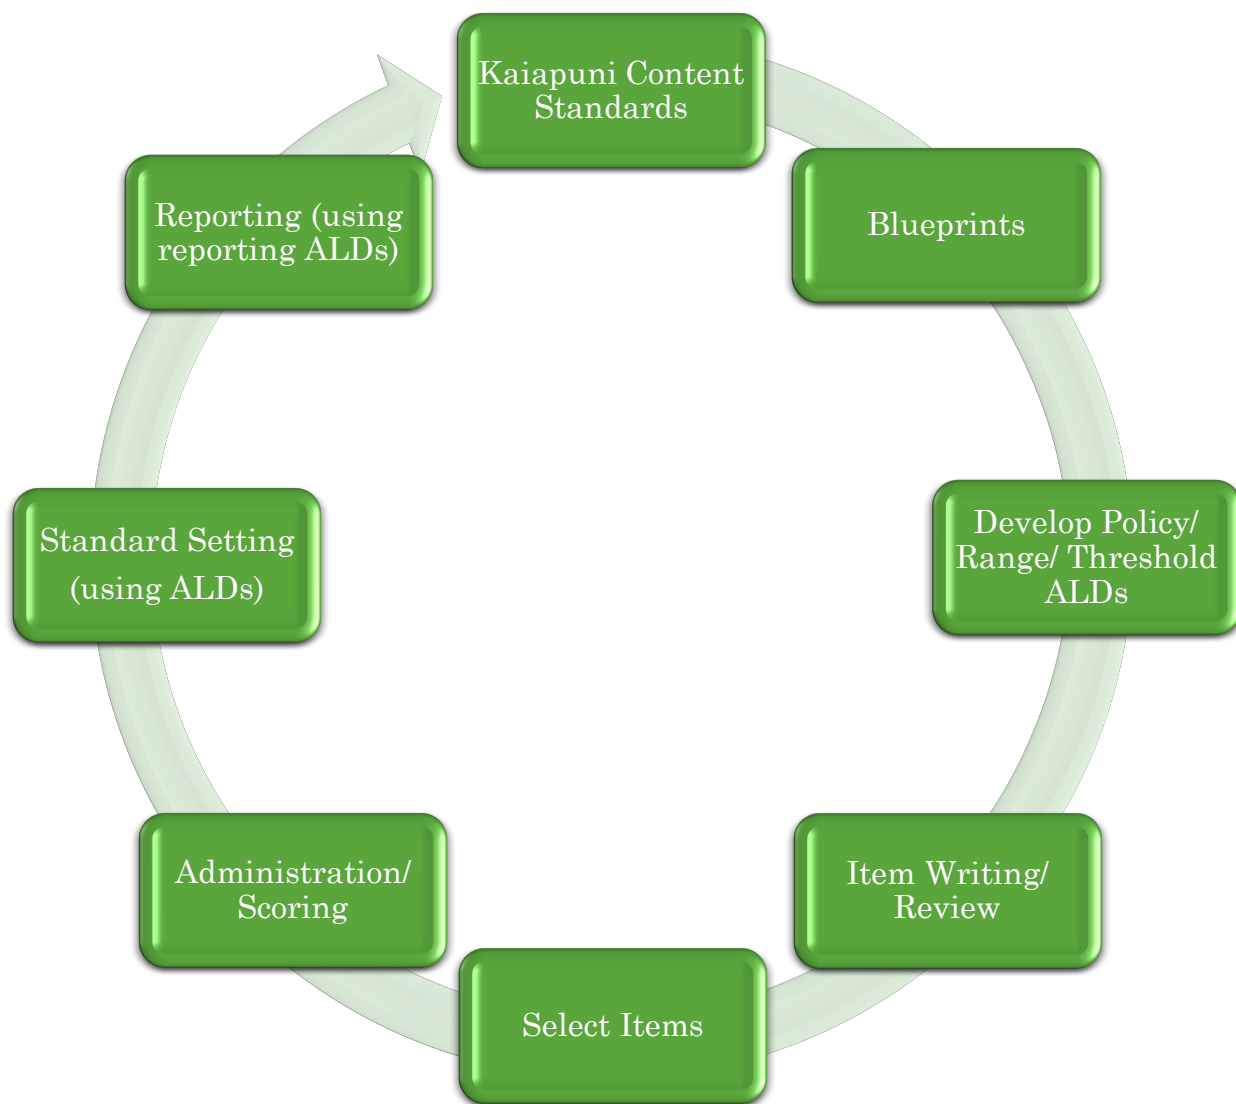 Kaiapuni Content
Standards
Blueprints
Develop Policy/
Range/ Threshold
ALDs
Item Writing/
Review
Select Items
Administration/
Scoring
Standard Setting
(using ALDs)
Reporting (using
reporting ALDs)